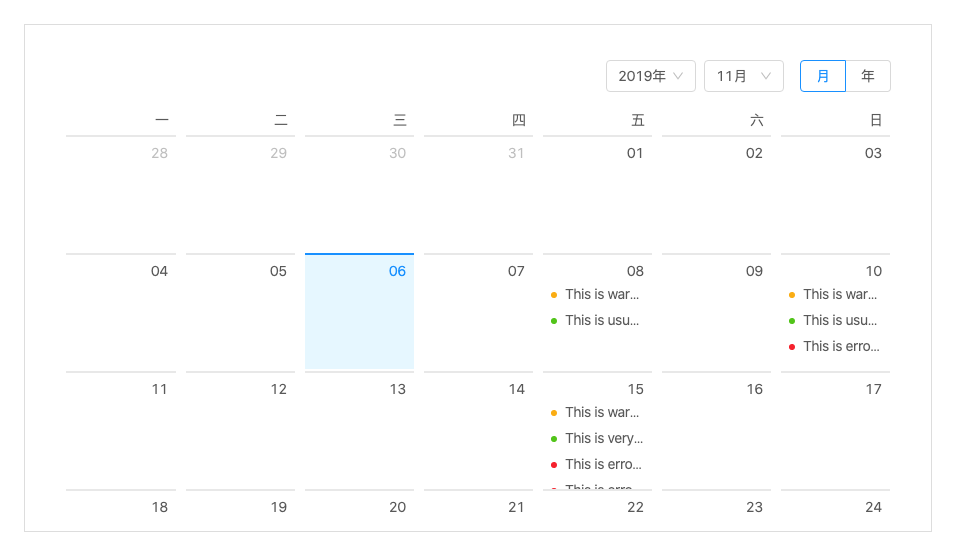 2019年 11月 月 年
一 二 三 四 五 六 日
28 29 30 31 01 02 03
04 05 06 07 08 09 10
This is war... This is war...
This is usu... This is usu...
This is erro...
11 12 13 14 15 16 17
This is war...
This is very...
This is erro...
This is erro...
18 19 20 21 22 23 24